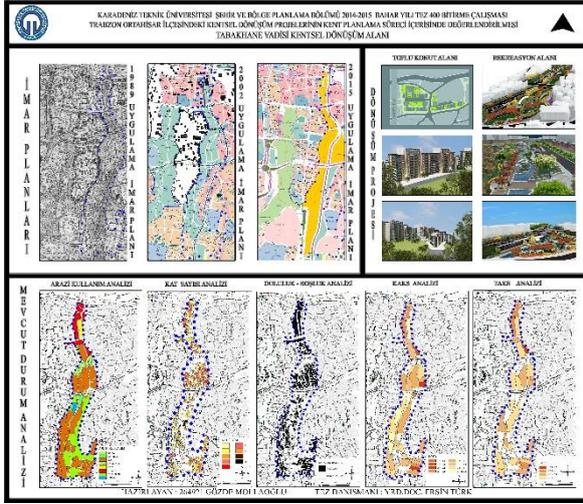 KARADENİZ TEKNİK ÜNİVERSİTESİ ŞEHİR VE BÖLGE PLANLAMA BÖLÜMÜ 2014-2015 BAHAR YILI TEZ 400 BİTİRME ÇALIŞMASI
TRABZON ORTAHİSAR İLÇESİNDEKİ KENTSEL DÖNÜŞÜM PROJELERİNİN KENT PLANLAMA SÜRECİ İÇERİSİNDE DEĞERLENDİRİLMESİ
TABAKHANE VADİSİ KENTSEL DÖNÜŞÜM ALANI
İMAR PLANLARI
1989 UYGULAMA İMAR PLANI
2002 UYGULAMA İMAR PLANI
2015 UYGULAMA İMAR PLANI
DÖNÜŞÜM PROJESİ
TOPLU KONUT ALANI
REKREASYON ALANI
MEVCUT DURUM ANALİZİ
ARAZİ KULLANIM ANALİZİ
KAT SAYISI ANALİZİ
DOLULUK - BOŞLUK ANALİZİ
KAKS ANALİZİ
TAKS ANALİZİ
HAZIRLAYAN : GÖZDE MOLLAOĞLU
TEZ DANIŞMANI : YRD.DOÇ. ERSİN TÜRK